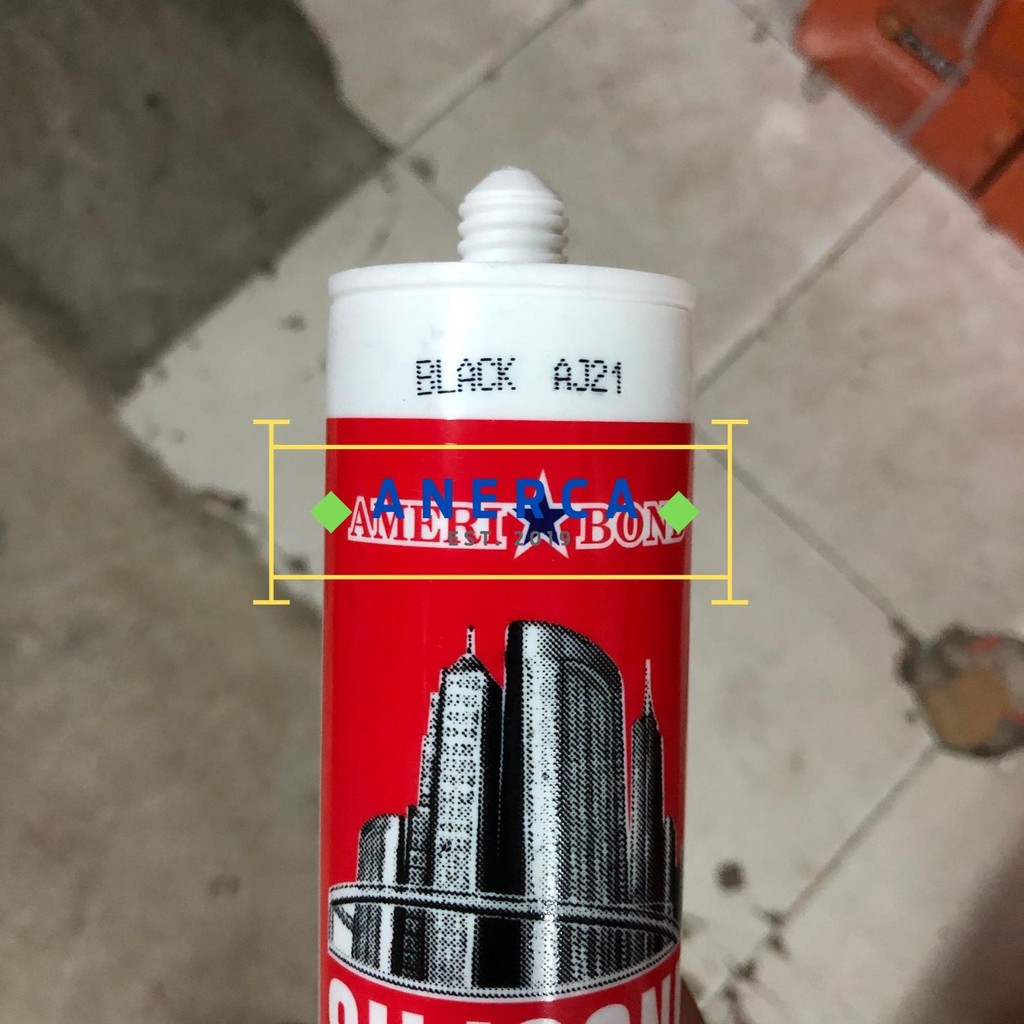 BLACK AJ21
ANERCA
AMERI BOND
EST. 2019